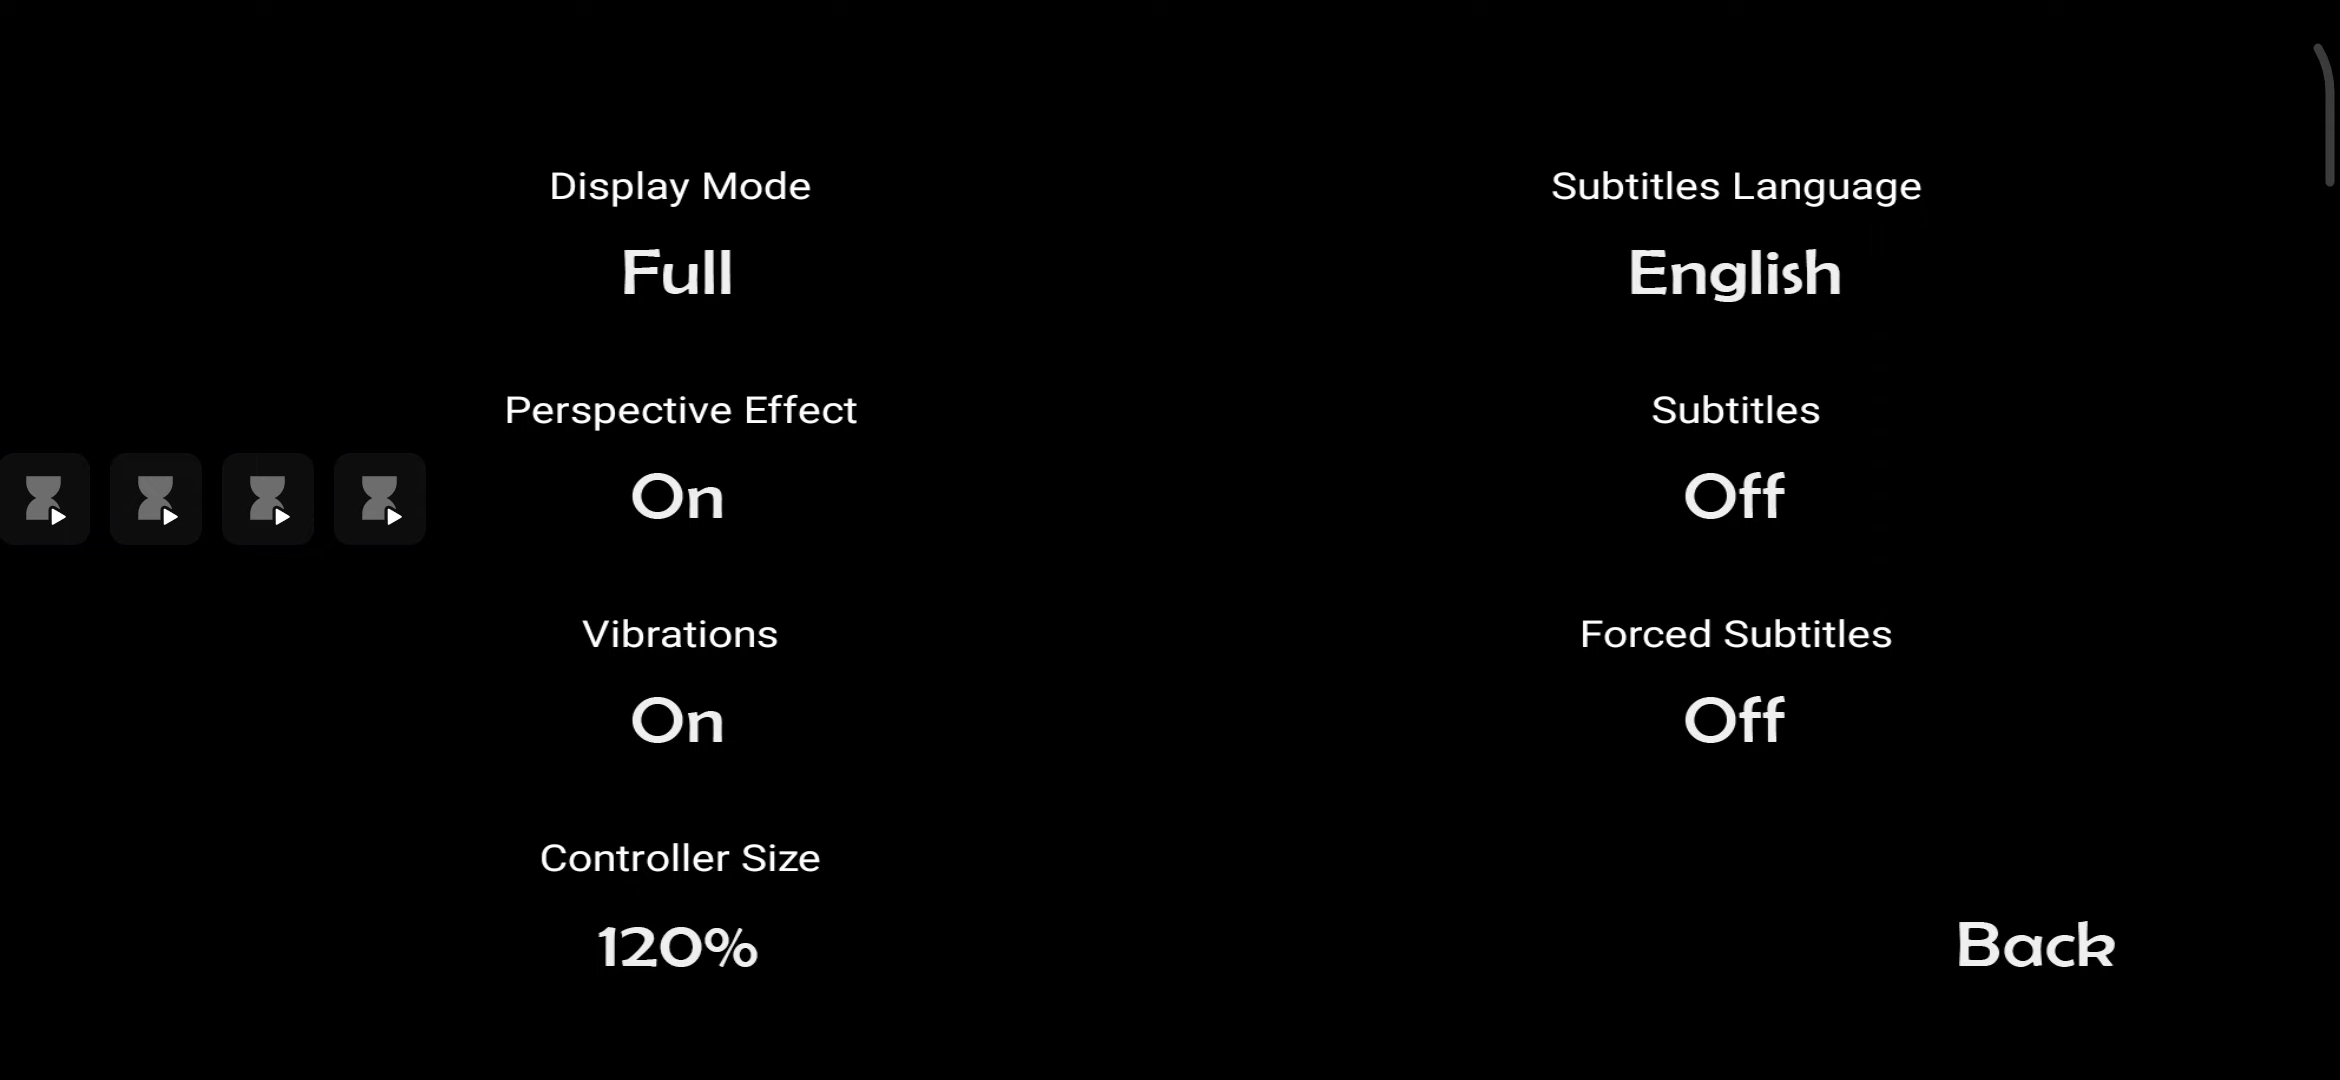 Display Mode
Full
Perspective Effect
On
Vibrations
On
Controller Size
120%
Subtitles Language
English
Subtitles
Off
Forced Subtitles
Off
Back